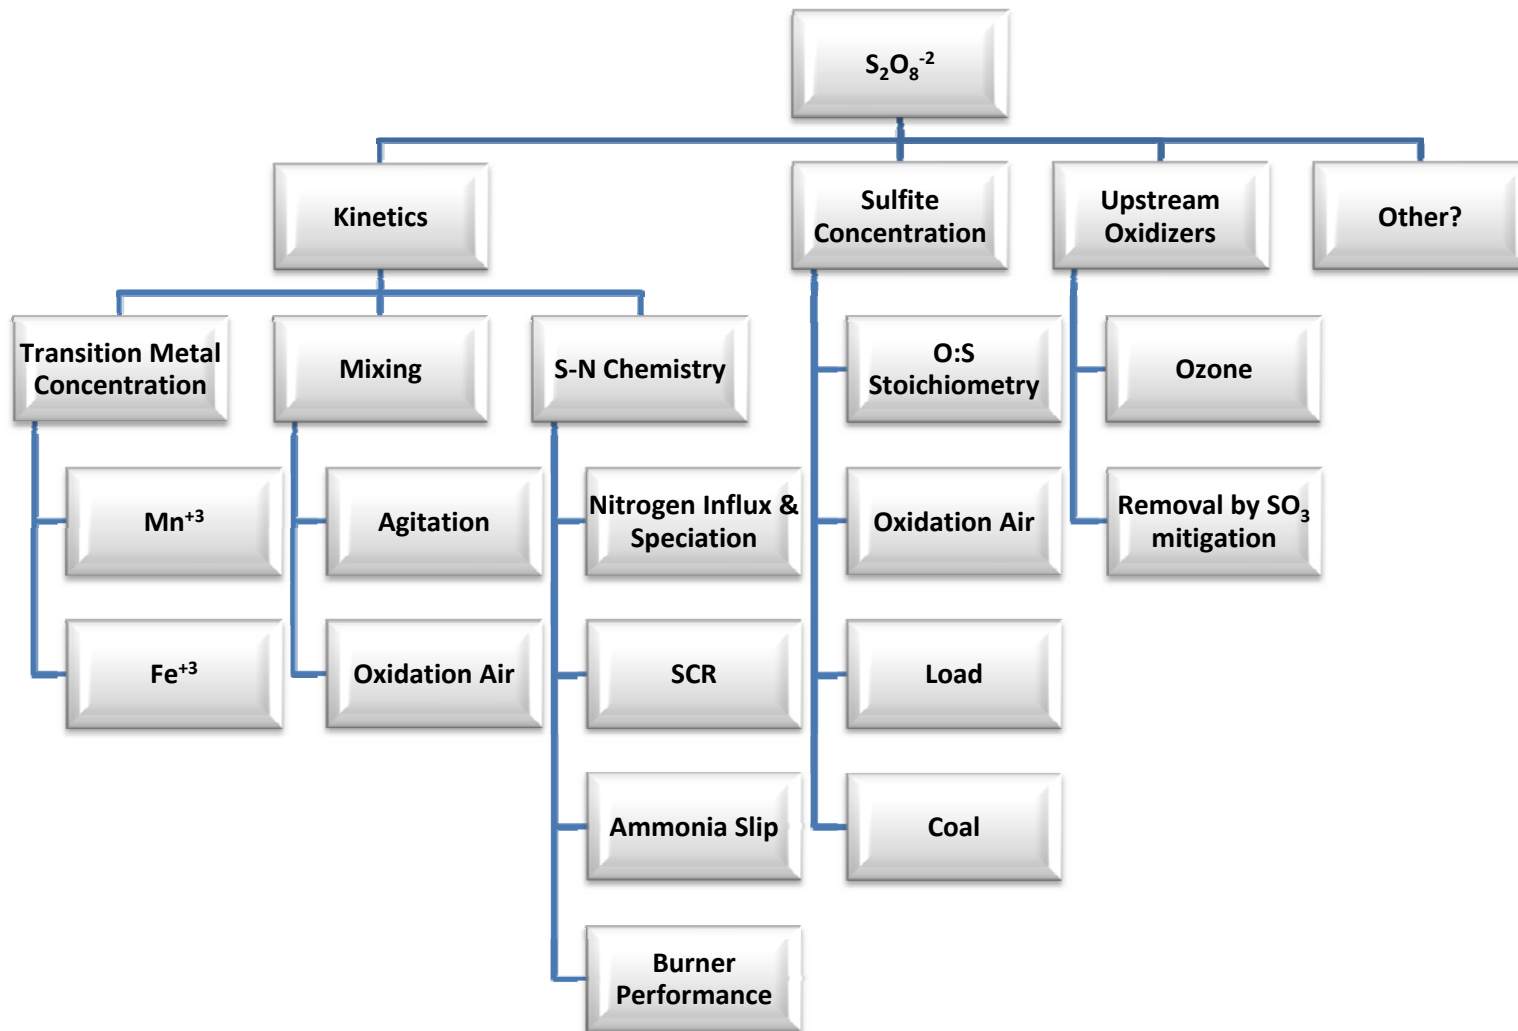 S₂O₈⁻²
Kinetics
Sulfite
Concentration
Upstream
Oxidizers
Other?
Transition Metal
Concentration
Mixing
S-N Chemistry
O:S
Stoichiometry
Ozone
Mn⁺³
Agitation
Nitrogen Influx &
Speciation
Oxidation Air
Removal by SO₃
mitigation
Fe⁺³
Oxidation Air
SCR
Load
Ammonia Slip
Coal
Burner
Performance